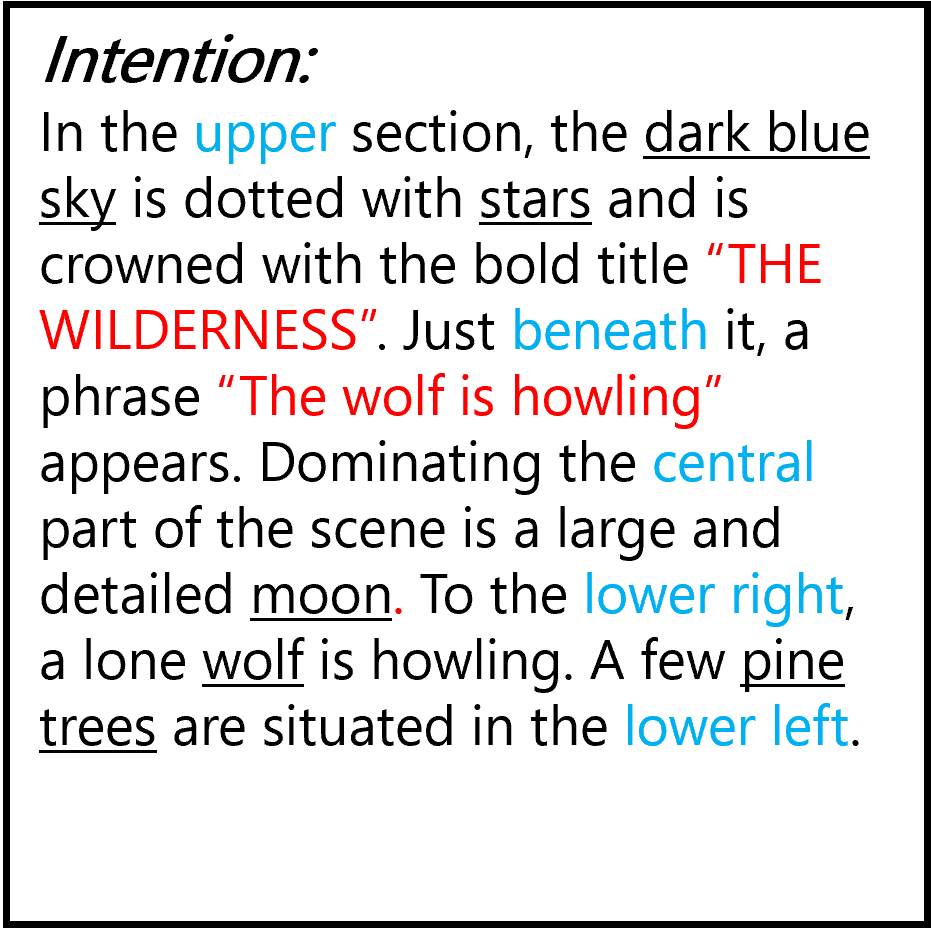 Intention:
In the upper section, the dark blue
sky is dotted with stars and is
crowned with the bold title “THE
WILDERNESS”. Just beneath it, a
phrase “The wolf is howling”
appears. Dominating the central
part of the scene is a large and
detailed moon. To the lower right,
a lone wolf is howling. A few pine
trees are situated in the lower left.